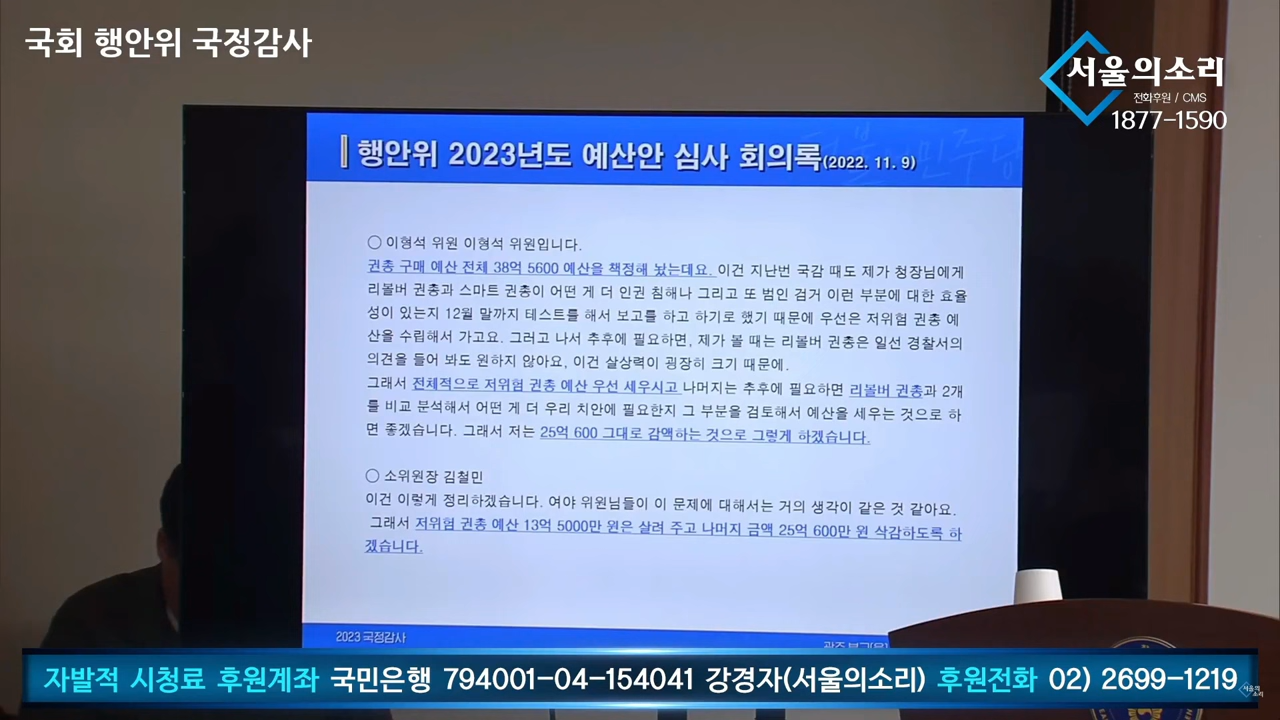 국회 행안위 국정감사
서울의소리
전화후원 / CMS
1877-1590
행안위 2023년도 예산안 심사 회의록(2022. 11. 9)
○ 이형석 위원 이형석 위원입니다.
권총 구매 예산 전체 38억 5600 예산을 책정해 놨는데요. 이건 지난번 국감 때도 제가 청장님에게
리볼버 권총과 스마트 권총이 어떤 게 더 인권 침해나 그리고 또 범인 검거 이런 부분에 대한 효율
성이 있는지 12월 말까지 테스트를 해서 보고를 하고 하기로 했기 때문에 우선은 저위험 권총 예
산을 수립해서 가고요. 그러고 나서 추후에 필요하면, 제가 볼 때는 리볼버 권총은 일선 경찰서의
의견을 들어 봐도 원하지 않아요, 이건 살상력이 굉장히 크기 때문에.
그래서 전체적으로 저위험 권총 예산 우선 세우시고 나머지는 추후에 필요하면 리볼버 권총과 2개
를 비교 분석해서 어떤 게 더 우리 치안에 필요한지 그 부분을 검토해서 예산을 세우는 것으로 하
면 좋겠습니다. 그래서 저는 25억 600 그대로 감액하는 것으로 그렇게 하겠습니다.
○ 소위원장 김철민
이건 이렇게 정리하겠습니다. 여야 위원님들이 이 문제에 대해서는 거의 생각이 같은 것 같아요.
그래서 저위험 권총 예산 13억 5000만 원은 살려 주고 나머지 금액 25억 600만 원 삭감하도록 하
겠습니다.
2023 국정감사
광주 북구(을)
자발적 시청료 후원계좌 국민은행 794001-04-154041 강경자(서울의소리) 후원전화 02) 2699-1219
서울의
소리